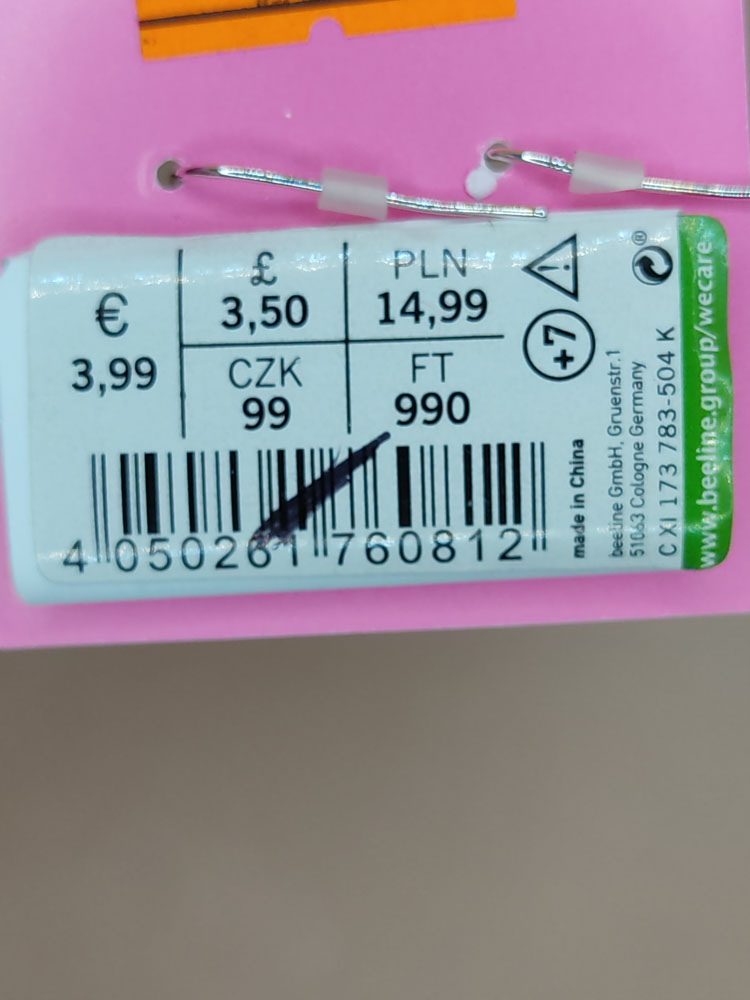 €
3,99
£
3,50
PLN
14,99
CZK
99
FT
990
+7
4 050261 760812
made in China
beeline GmbH, Gruenstr.1
51063 Cologne Germany
C XI 173 783-504 K
www.beeline.group/wecare